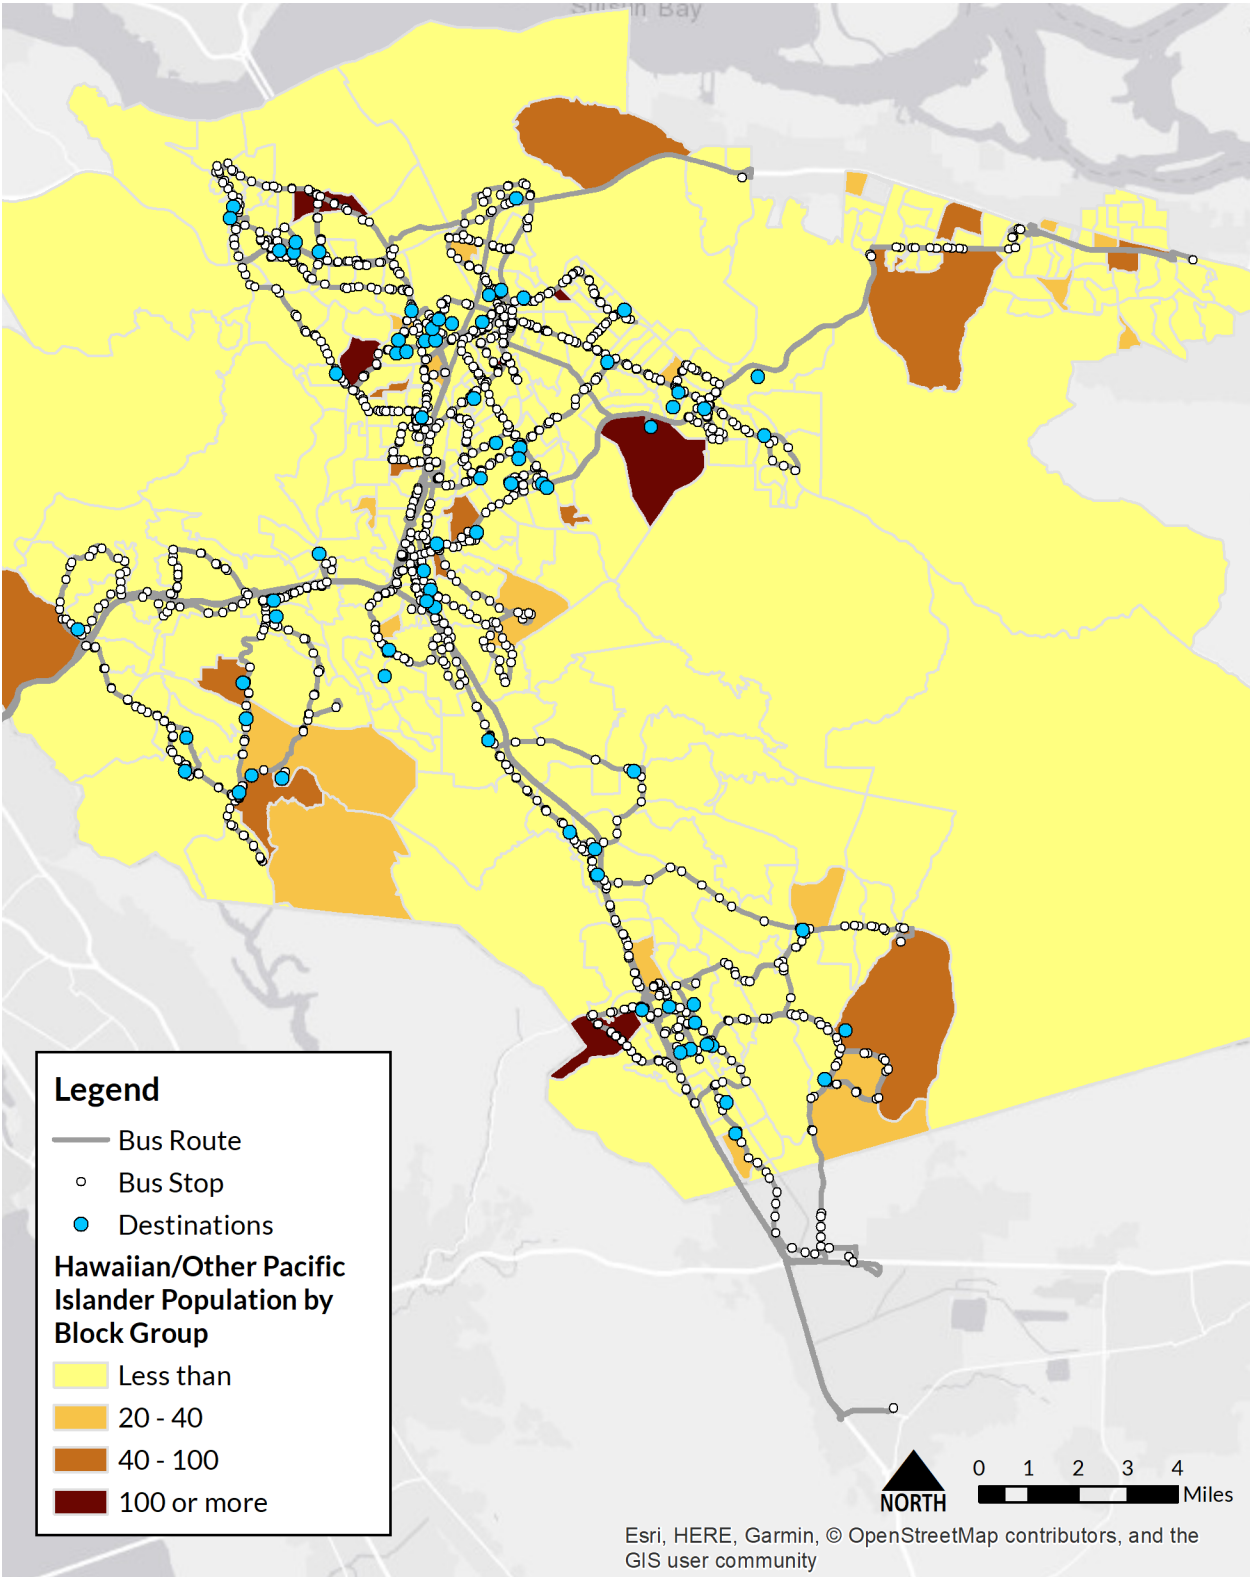 Suisun Bay
Legend
Bus Route
Bus Stop
Destinations
Hawaiian/Other Pacific
Islander Population by
Block Group
Less than
20 - 40
40 - 100
100 or more
NORTH
0 1 2 3 4
Miles
Esri, HERE, Garmin, © OpenStreetMap contributors, and the
GIS user community